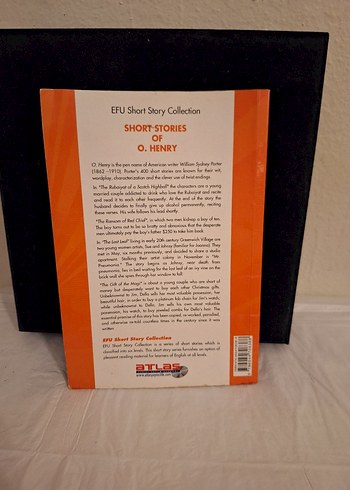 EFU Short Story Collection
SHORT STORIES
OF
O. HENRY
O. Henry is the pen name of American writer William Sydney Porter
(1862 –1910). Porter's 400 short stories are known for their wit,
wordplay, characterization and the clever use of twist endings.
In "The Rubaiyat of a Scotch Highball" the characters are a young
married couple addicted to drink who love the Rubaiyat and recite
and read it to each other frequently. At the end of the story the
husband decides to finally give up alcohol permanently, reciting
these verses. His wife follows his lead shortly.
In "The Ransom of Red Chief", in which two men kidnap a boy of ten.
The boy turns out to be so bratty and obnoxious that the desperate
men ultimately pay the boy's father $250 to take him back.
In "The Last Leaf" living in early 20th century Greenwich Village are
two young women artists, Sue and Johnsy (familiar for Joanna). They
met in May, six months previously, and decided to share a studio
apartment. Stalking their artist colony in November is "Mr.
Pneumonia." The story begins as Johnsy, near death from
pneumonia, lies in bed waiting for the last leaf of an ivy vine on the
brick wall she spies through her window to fall.
"The Gift of the Magi" is about a young couple who are short of
money but desperately want to buy each other Christmas gifts.
Unbeknownst to Jim, Della sells her most valuable possession, her
beautiful hair, in order to buy a platinum fob chain for Jim's watch;
while unbeknownst to Della, Jim sells his own most valuable
possession, his watch, to buy jeweled combs for Della's hair. The
essential premise of this story has been copied, re-worked, parodied,
and otherwise re-told countless times in the century since it was
written.
EFU Short Story Collection
EFU Short Story Collection is a series of short stories which is
classified into six levels. This short story series furnishes an option of
pleasant reading material for learners of English at all levels.
ATLAS